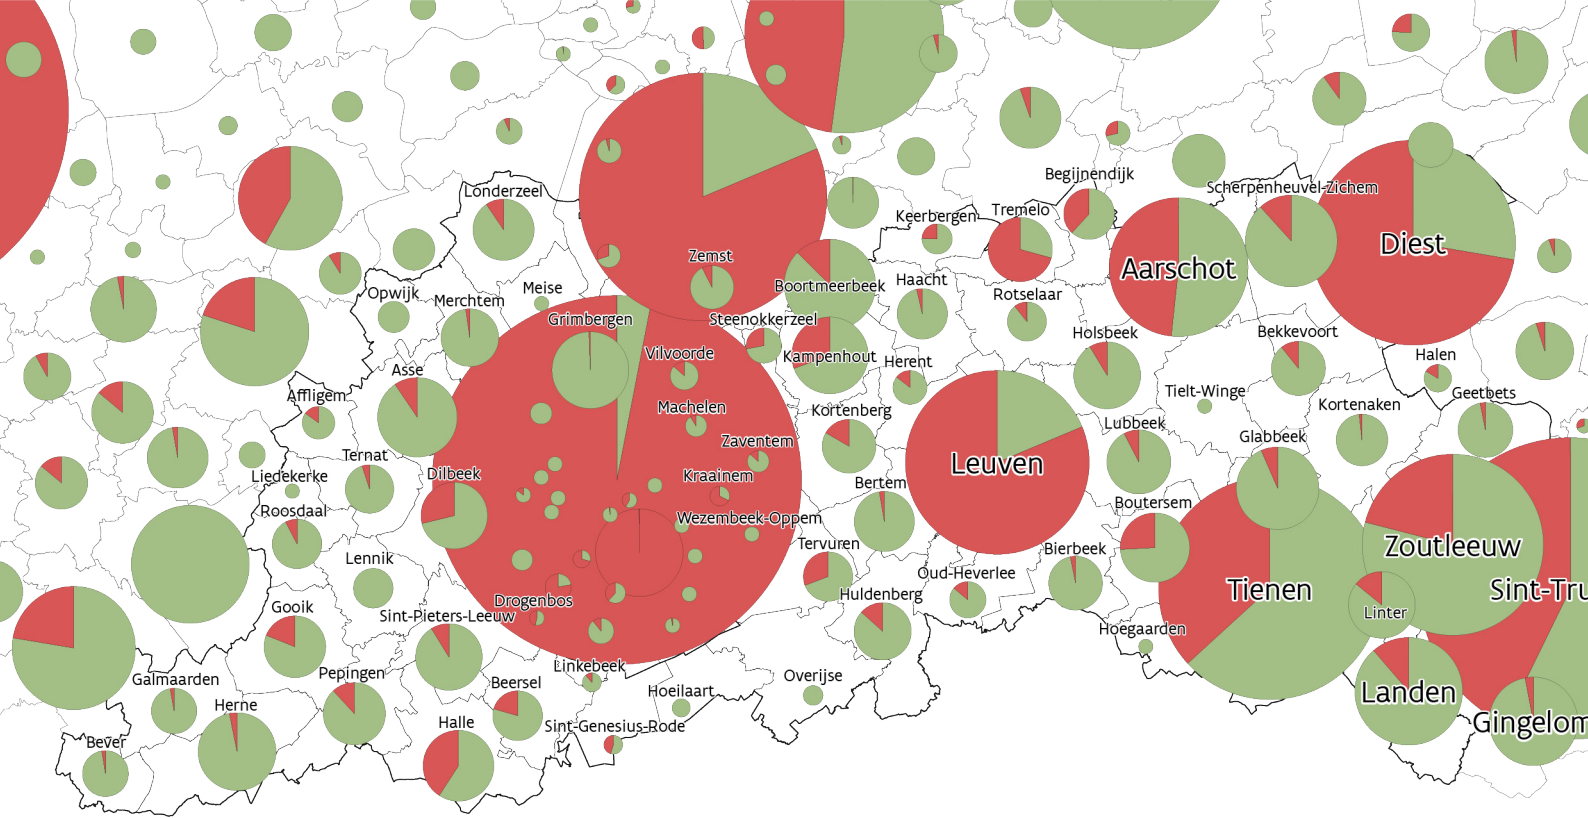 Londerzeel
Begijnendijk
Scherpenheuvel-Zichem
Keerbergen
Tremelo
Diest
Zemst
Aarschot
Boortmeerbeek
Haacht
Opwijk
Meise
Merchtem
Rotselaar
Grimbergen
Steenokkerzeel
Holsbeek
Bekkevoort
Vilvoorde
Kampenhout
Halen
Herent
Asse
Tielt-Winge
Geetbets
Affligem
Machelen
Kortenberg
Kortenaken
Lubbeek
Glabbeek
Zaventem
Ternat
Leuven
Liedekerke
Dilbeek
Kraainem
Bertem
Boutersem
Roosdaal
Wezembeek-Oppem
Zoutleeuw
Tervuren
Bierbeek
Lennik
Oud-Heverlee
Tienen
Sint-Tru
Huldenberg
Drogenbos
Gooik
Sint-Pieters-Leeuw
Linter
Hoegaarden
Linkebeek
Pepingen
Galmaarden
Overijse
Beersel
Hoeilaart
Landen
Herne
Halle
Sint-Genesius-Rode
Gingelom
Bever